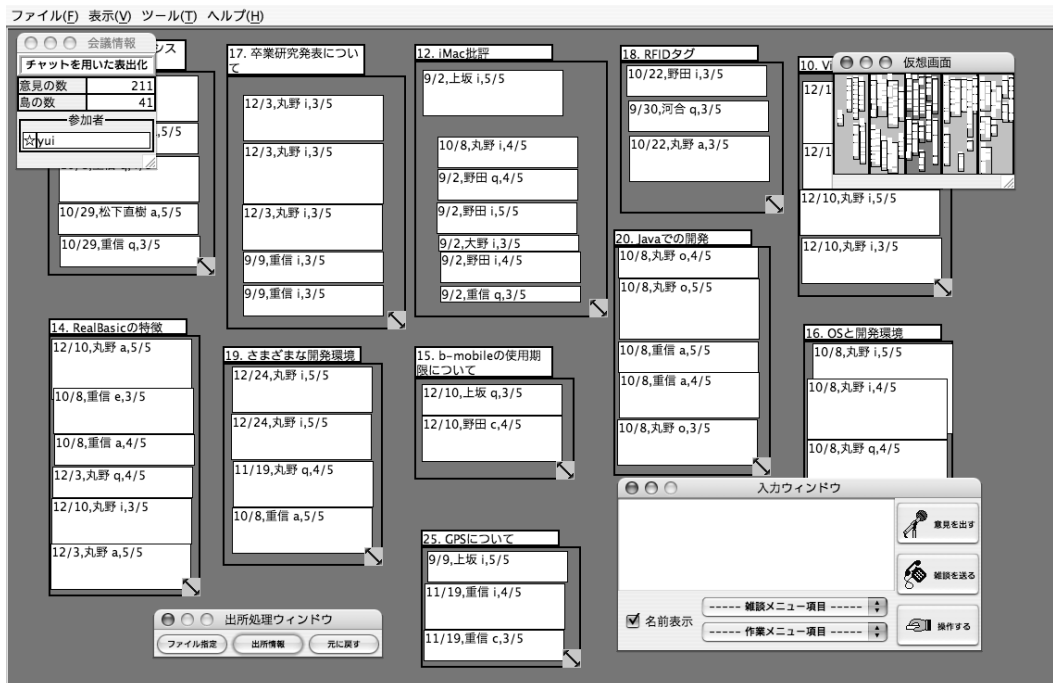 ファイル(F) 表示(V) ツール(T) ヘルプ(H)
会議情報
チャットを用いた表出化
意見の数 211
島の数 41
参加者
☆yui
ンス
,5/5
10/29,松下直樹 a,5/5
10/29,重信 q,3/5
17. 卒業研究発表につい
て
12/3,丸野 i,3/5
12/3,丸野 i,3/5
12/3,丸野 i,3/5
9/9,重信 i,3/5
9/9,重信 i,3/5
12. iMac批評
9/2,上坂 i,5/5
10/8,丸野 i,4/5
9/2,野田 q,4/5
9/2,野田 i,5/5
9/2,大野 i,3/5
9/2,野田 i,4/5
9/2,重信 q,3/5
18. RFIDタグ
10/22,野田 i,3/5
9/30,河合 q,3/5
10/22,丸野 a,3/5
10. Vi
仮想画面
12/1
12/1
12/10,丸野 i,5/5
12/10,丸野 i,3/5
20. Javaでの開発
10/8,丸野 o,4/5
10/8,丸野 o,5/5
10/8,重信 a,5/5
10/8,重信 a,4/5
10/8,丸野 o,3/5
14. RealBasicの特徴
12/10,丸野 a,5/5
10/8,重信 e,3/5
10/8,重信 a,4/5
12/3,丸野 q,4/5
12/10,丸野 i,3/5
12/3,丸野 a,5/5
19. さまざまな開発環境
12/24,丸野 i,5/5
12/24,丸野 i,5/5
11/19,丸野 q,4/5
10/8,重信 a,5/5
15. b-mobileの使用期
限について
12/10,上坂 q,3/5
12/10,野田 c,4/5
16. OSと開発環境
10/8,丸野 i,5/5
10/8,丸野 i,4/5
10/8,丸野 q,4/5
25. GPSについて
9/9,上坂 i,5/5
11/19,重信 i,4/5
11/19,重信 c,3/5
出所処理ウィンドウ
ファイル指定 出所情報 元に戻す
入力ウィンドウ
意見を出す
雑談を送る
操作する
名前表示
----- 雑談メニュー項目 -----
----- 作業メニュー項目 -----